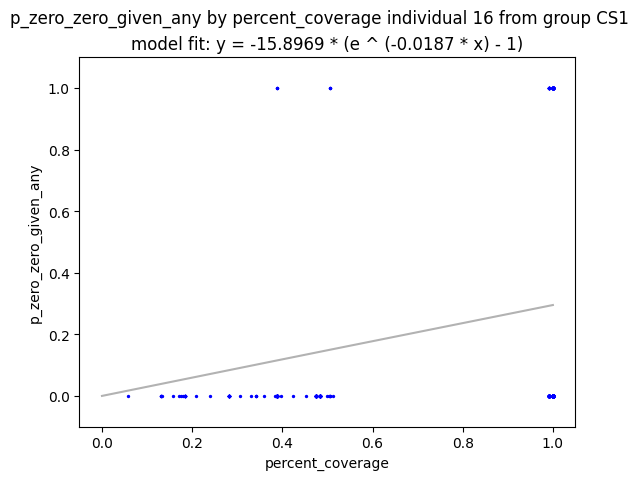 p_zero_zero_given_any by percent_coverage individual 16 from group CS1
model fit: y = -15.8969 * (e ^ (-0.0187 * x) - 1)
1.0
0.8
0.6
0.4
0.2
0.0
p_zero_zero_given_any
0.0 0.2 0.4 0.6 0.8 1.0
percent_coverage